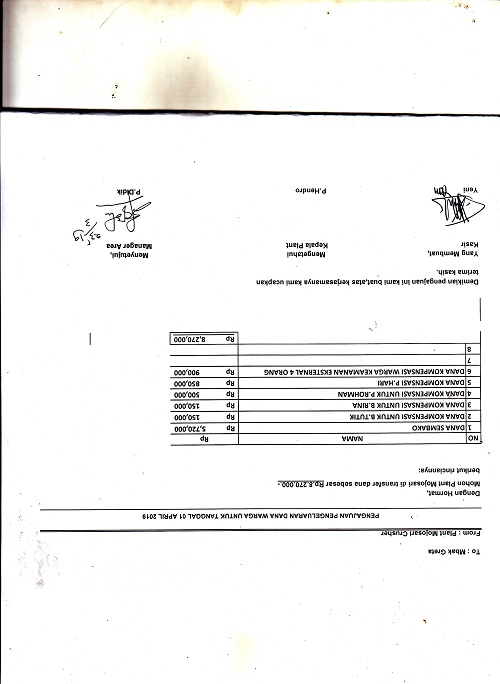 To : Mbak Greta
From : Plant Mojosari Crusher
PENGAJUAN PENGELUARAN DANA WARGA UNTUK TANGGAL 01 APRIL 2019
Dengan Hormat,
Mohon Plant Mojosari di transfer dana sebesar Rp.8.270.000,-
berikut rinciannya:
NO NAMA Rp
1 DANA SEMBAKO Rp 5,720,000
2 DANA KOMPENSASI UNTUK B.TUTIK Rp 150,000
3 DANA KOMPENSASI UNTUK B.RINA Rp 150,000
4 DANA KOMPENSASI UNTUK P.ROHMAN Rp 500,000
5 DANA KOMPENSASI P.HARI Rp 850,000
6 DANA KOMPENSASI WARGA KEAMANAN EKSTERNAL 4 ORANG Rp 900,000
7
8
Rp 8,270,000
Demikian pengajuan ini kami buat,atas kerjasamanya kami ucapkan
terima kasih.
Yang Membuat, Mengetahui Menyetujui,
Kasir Kepala Plant Manager Area
23/3 19
Yeni P.Hendro P.Didik